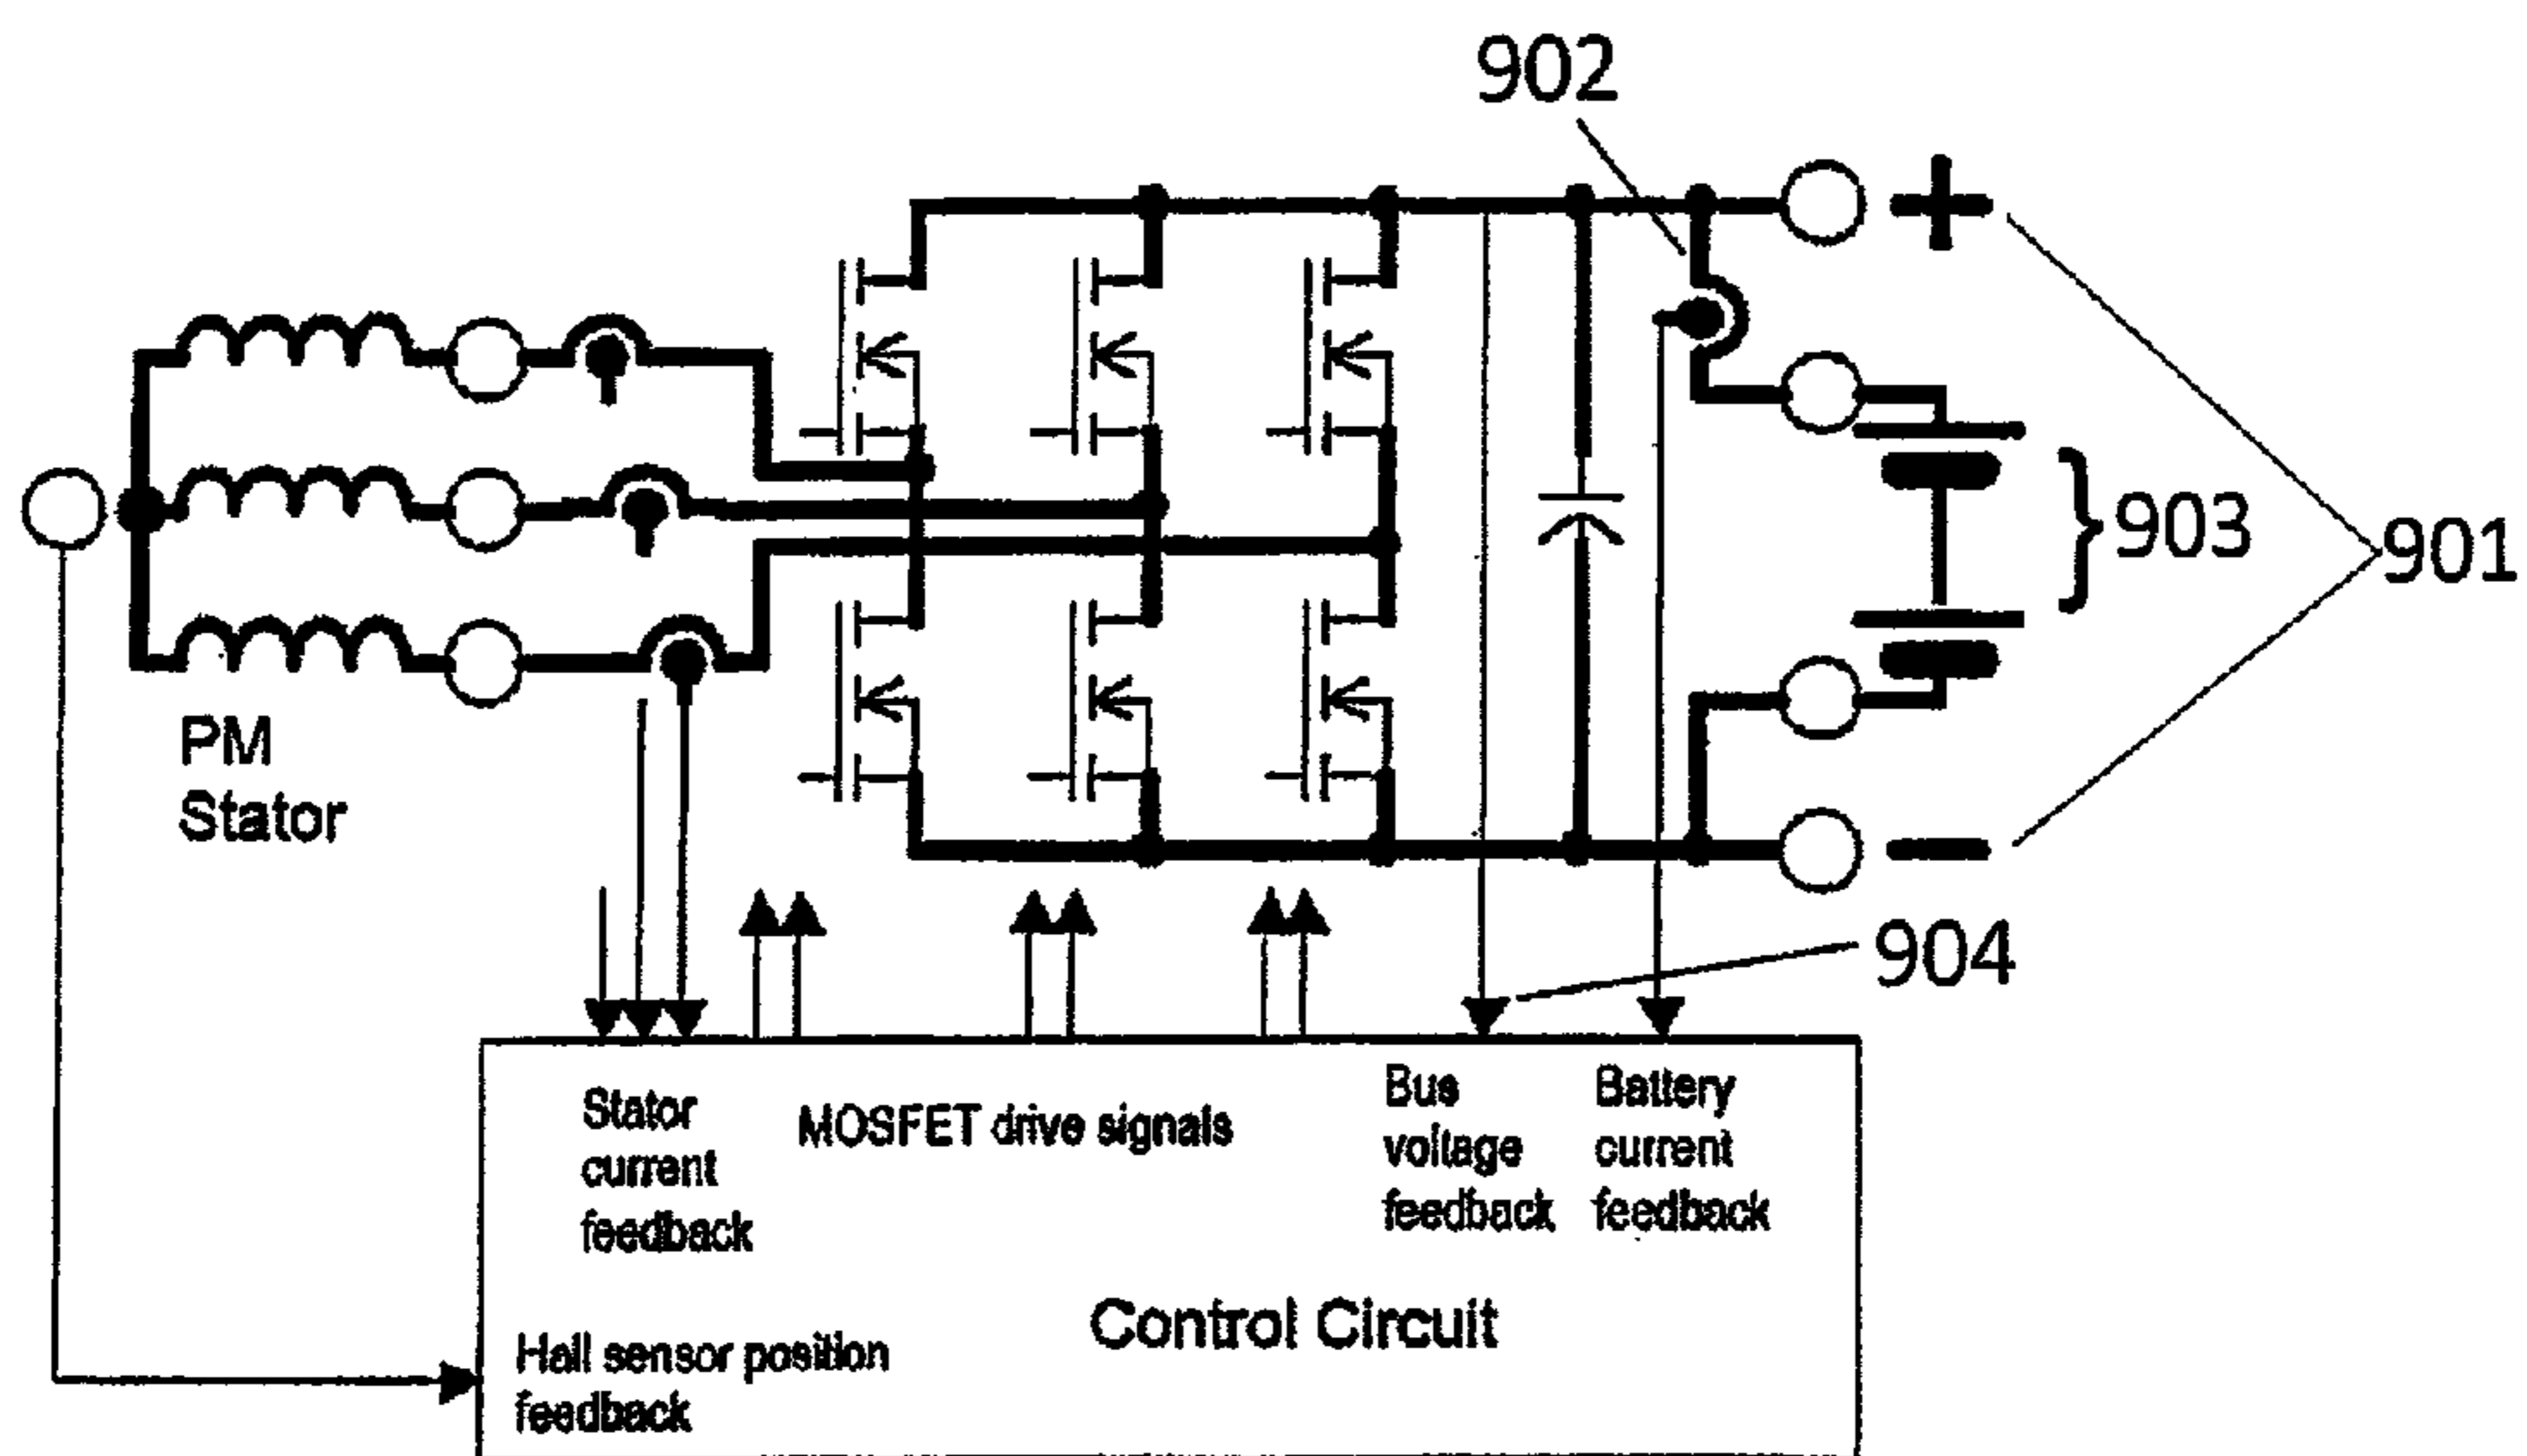 902
+
903
901
PM
Stator
−
904
Stator
current
feedback
MOSFET drive signals
Bus
voltage
feedback
Battery
current
feedback
Control Circuit
Hall sensor position
feedback